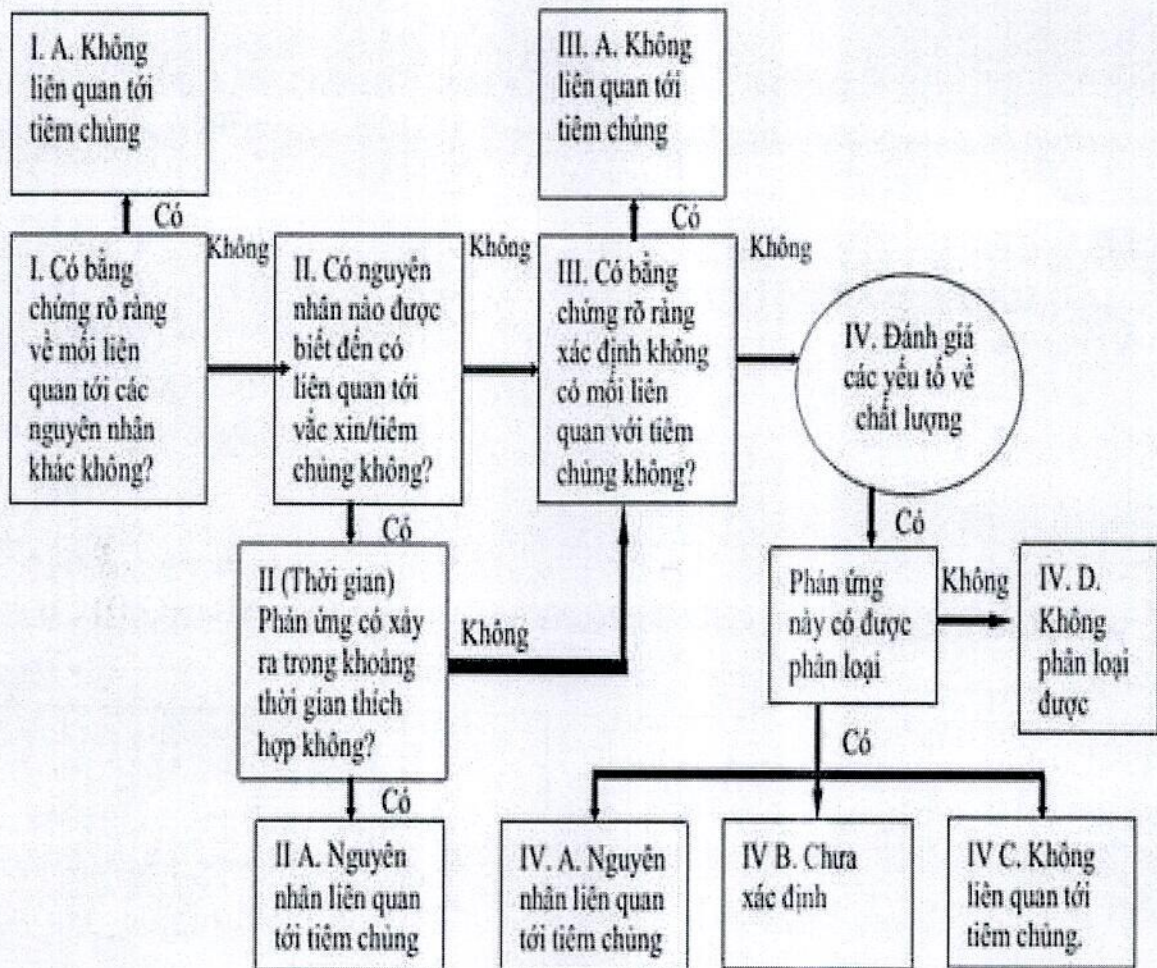 I. A. Không
liên quan tới
tiêm chủng
III. A. Không
liên quan tới
tiêm chủng
Có
Có
Không
Không
Không
I. Có bằng
chứng rõ ràng
về mối liên
quan tới các
nguyên nhân
khác không?
II. Có nguyên
nhân nào được
biết đến có
liên quan tới
vắc xin/tiêm
chủng không?
III. Có bằng
chứng rõ ràng
xác định không
có mối liên
quan với tiêm
chủng không?
IV. Đánh giá
các yếu tố về
chất lượng
Có
Có
II (Thời gian)
Phản ứng có xảy
ra trong khoảng
thời gian thích
hợp không?
Không
Phản ứng
này có được
phân loại
Không
IV. D.
Không
phân loại
được
Có
Có
II A. Nguyên
nhân liên quan
tới tiêm chủng
IV. A. Nguyên
nhân liên quan
tới tiêm chủng
IV B. Chưa
xác định
IV C. Không
liên quan tới
tiêm chủng.